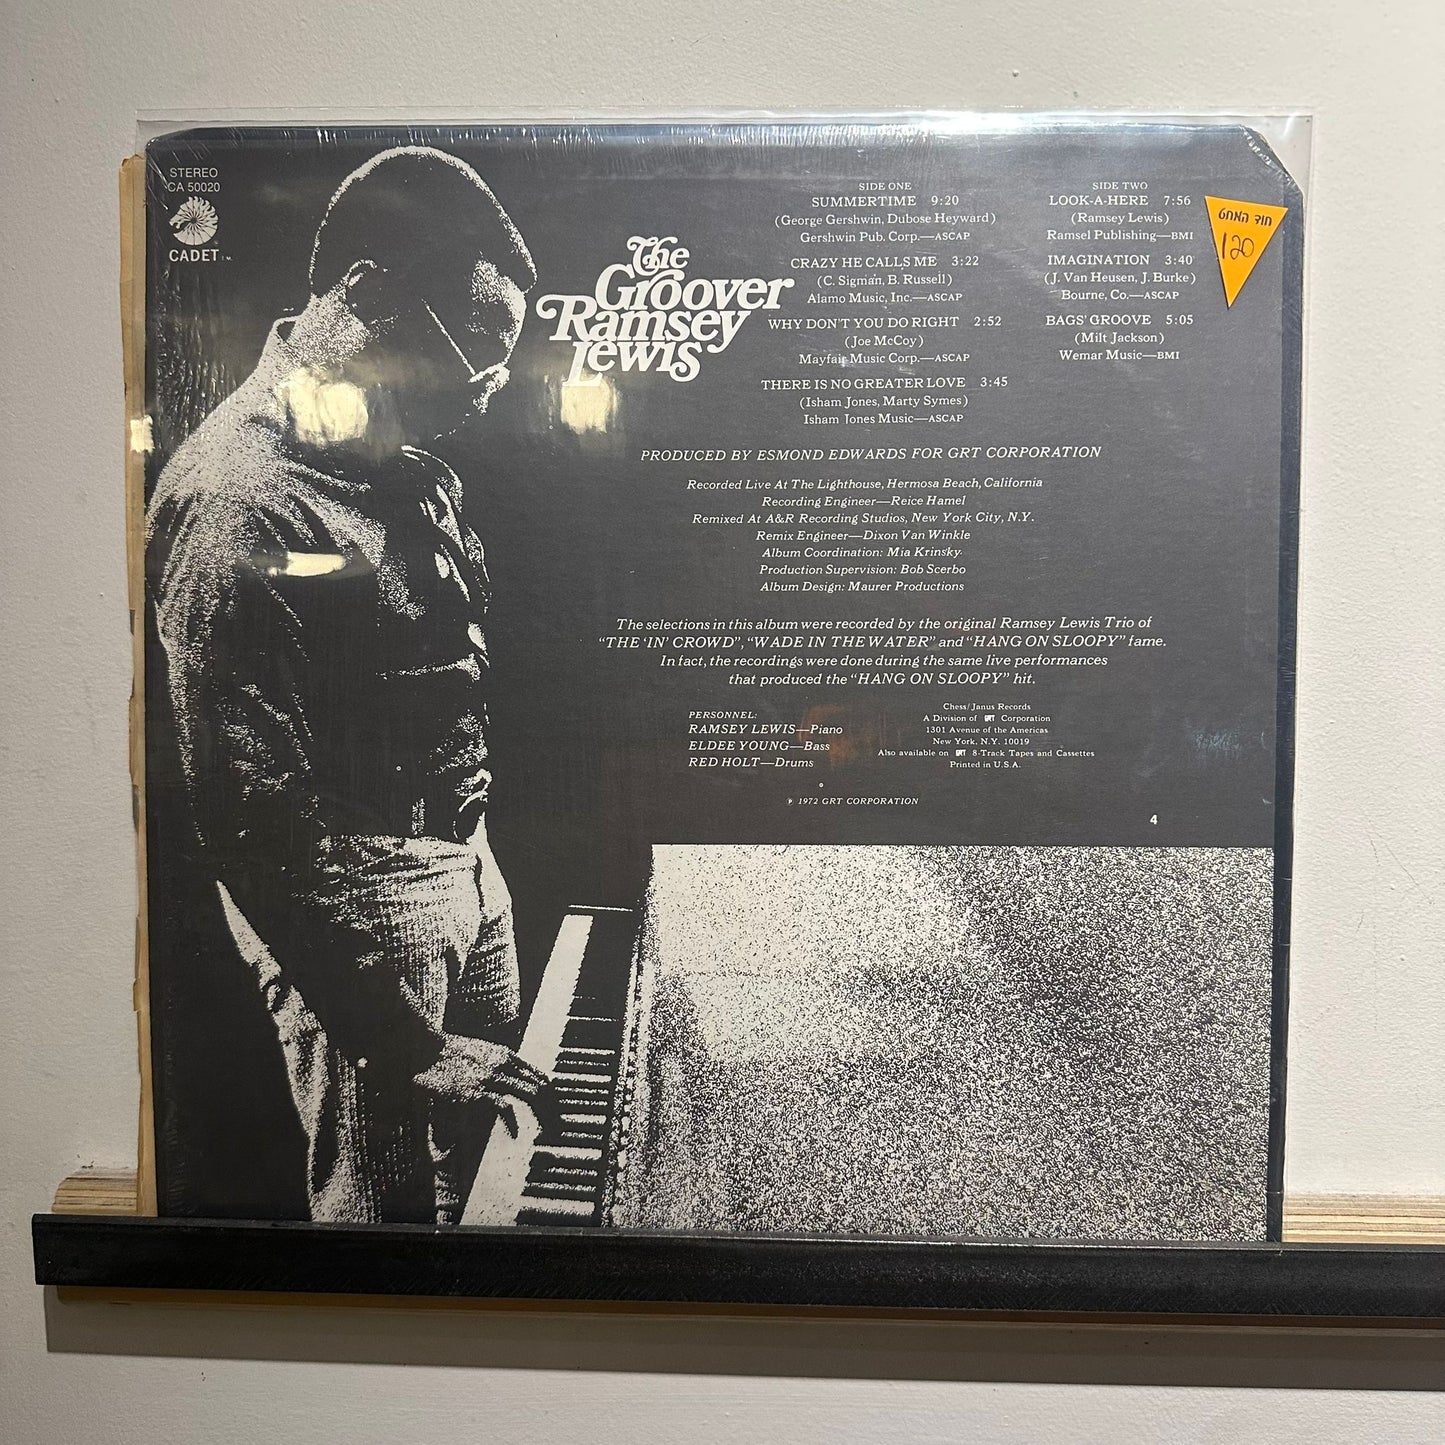 STEREO
CA 50020
CADET T.M.
The
Groover
Ramsey
Lewis
SIDE ONE
SUMMERTIME 9:20
(George Gershwin, Dubose Heyward)
Gershwin Pub. Corp.—ASCAP
CRAZY HE CALLS ME 3:22
(C. Sigman, B. Russell)
Alamo Music, Inc.—ASCAP
WHY DON'T YOU DO RIGHT 2:52
(Joe McCoy)
Mayfair Music Corp.—ASCAP
THERE IS NO GREATER LOVE 3:45
(Isham Jones, Marty Symes)
Isham Jones Music—ASCAP
SIDE TWO
LOOK-A-HERE 7:56
(Ramsey Lewis)
Ramsel Publishing—BMI
IMAGINATION 3:40
(J. Van Heusen, J. Burke)
Bourne, Co.—ASCAP
BAGS' GROOVE 5:05
(Milt Jackson)
Wemar Music—BMI
חוד המחט
120
PRODUCED BY ESMOND EDWARDS FOR GRT CORPORATION
Recorded Live At The Lighthouse, Hermosa Beach, California
Recording Engineer—Reice Hamel
Remixed At A&R Recording Studios, New York City, N.Y.
Remix Engineer—Dixon Van Winkle
Album Coordination: Mia Krinsky
Production Supervision: Bob Scerbo
Album Design: Maurer Productions
The selections in this album were recorded by the original Ramsey Lewis Trio of
"THE 'IN' CROWD", "WADE IN THE WATER" and "HANG ON SLOOPY" fame.
In fact, the recordings were done during the same live performances
that produced the "HANG ON SLOOPY" hit.
PERSONNEL:
RAMSEY LEWIS—Piano
ELDEE YOUNG—Bass
RED HOLT—Drums
Chess/Janus Records
A Division of GRT Corporation
1301 Avenue of the Americas
New York, N.Y. 10019
Also available on GRT 8-Track Tapes and Cassettes
Printed in U.S.A.
℗ 1972 GRT CORPORATION
4